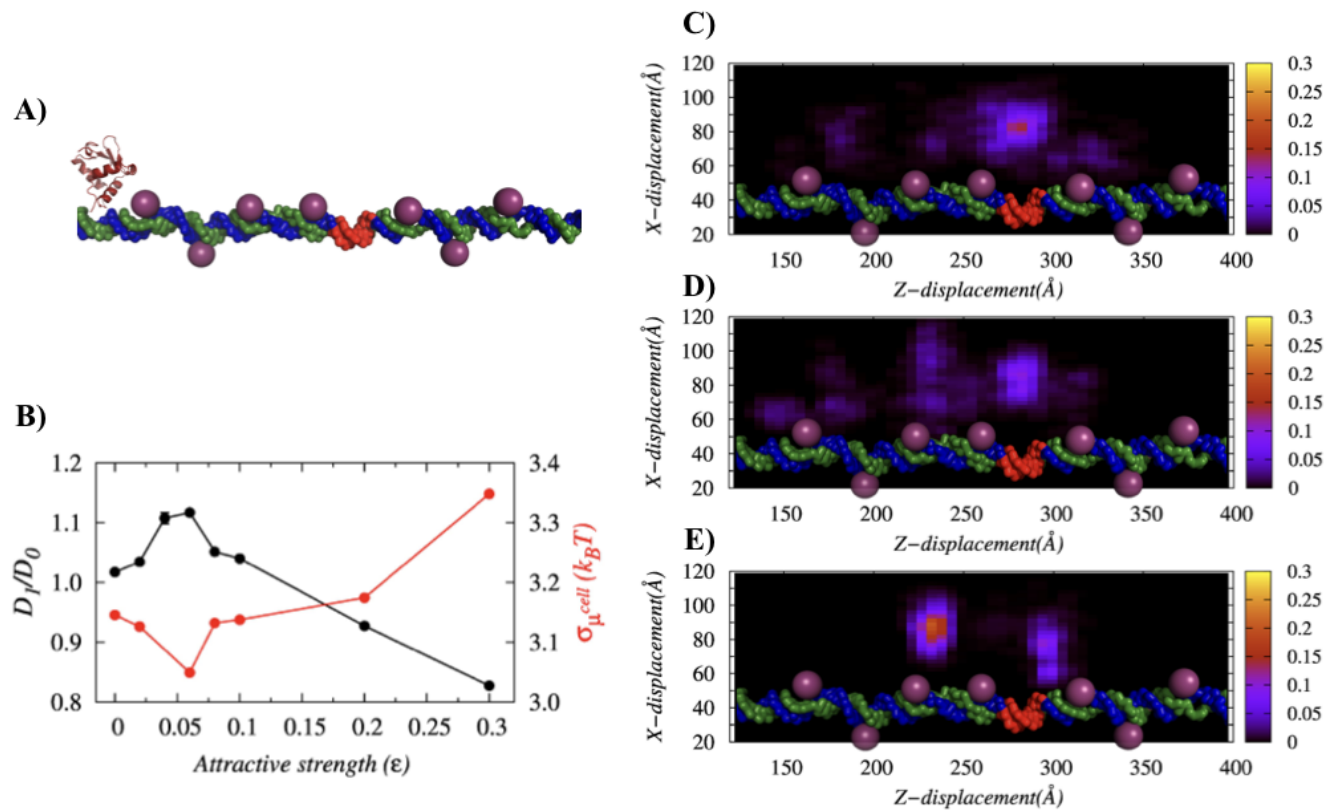 A)
B)
1.2
1.1
1.0
0.9
0.8
D₁/D₀
3.4
3.3
3.2
3.1
3.0
σμ^cell (k_BT)
0 0.05 0.1 0.15 0.2 0.25 0.3
Attractive strength (ε)
C)
X−displacement(Å)
120
100
80
60
40
20
150 200 250 300 350 400
Z−displacement(Å)
0.3
0.25
0.2
0.15
0.1
0.05
0
D)
X−displacement(Å)
120
100
80
60
40
20
150 200 250 300 350 400
Z−displacement(Å)
0.3
0.25
0.2
0.15
0.1
0.05
0
E)
X−displacement(Å)
120
100
80
60
40
20
150 200 250 300 350 400
Z−displacement(Å)
0.3
0.25
0.2
0.15
0.1
0.05
0